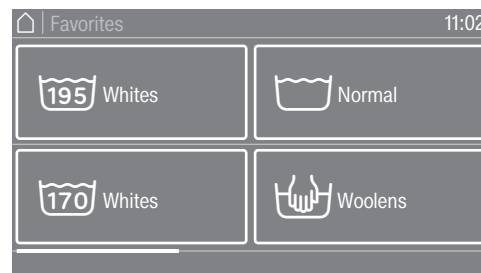 Favorites 11:02
195 Whites
Normal
170 Whites
Woolens